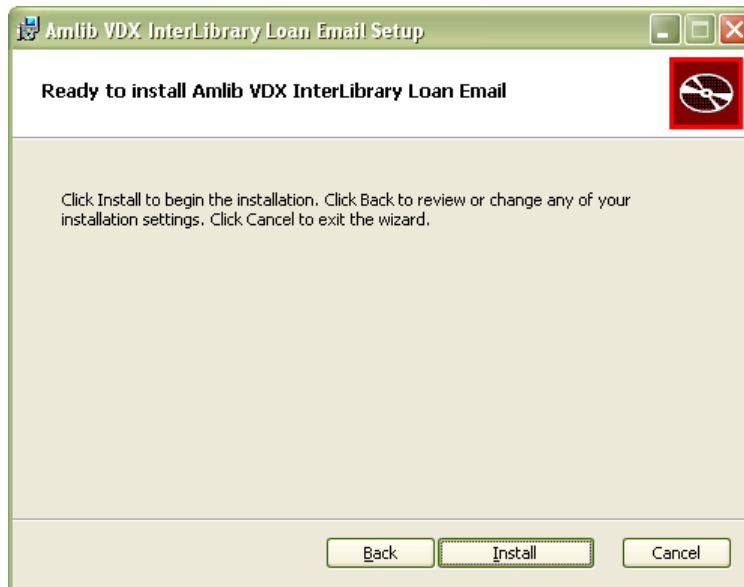 Amlib VDX InterLibrary Loan Email Setup
Ready to install Amlib VDX InterLibrary Loan Email
Click Install to begin the installation. Click Back to review or change any of your
installation settings. Click Cancel to exit the wizard.
Back
Install
Cancel